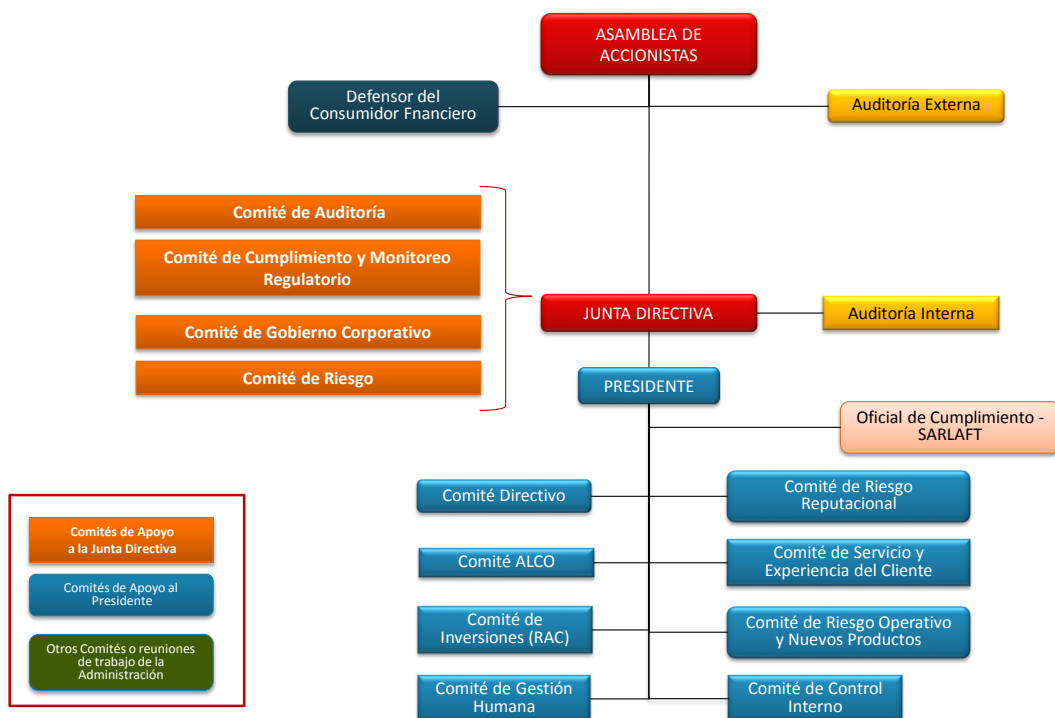 ASAMBLEA DE
ACCIONISTAS
Defensor del
Consumidor Fnanciero
Auditoría Externa
Comité de Auditoría
Comité de Cumplimiento y Monitoreo
Regulatorio
Comité de Gobierno Corporativo
Comité de Riesgo
JUNTA DIRECTIVA
Auditoría Interna
PRESIDENTE
Oficial de Cumplimiento -
SARLAFT
Comité Directivo
Comité de Riesgo
Reputacional
Comité ALCO
Comité de Servicio y
Experiencia del Cliente
Comité de
Inversiones (RAC)
Comité de Riesgo Operativo
y Nuevos Productos
Comité de Gestión
Humana
Comité de Control
Interno
Comités de Apoyo
a la Junta Directiva
Comités de Apoyo al
Presidente
Otros Comités o reuniones
de trabajo de la
Administración